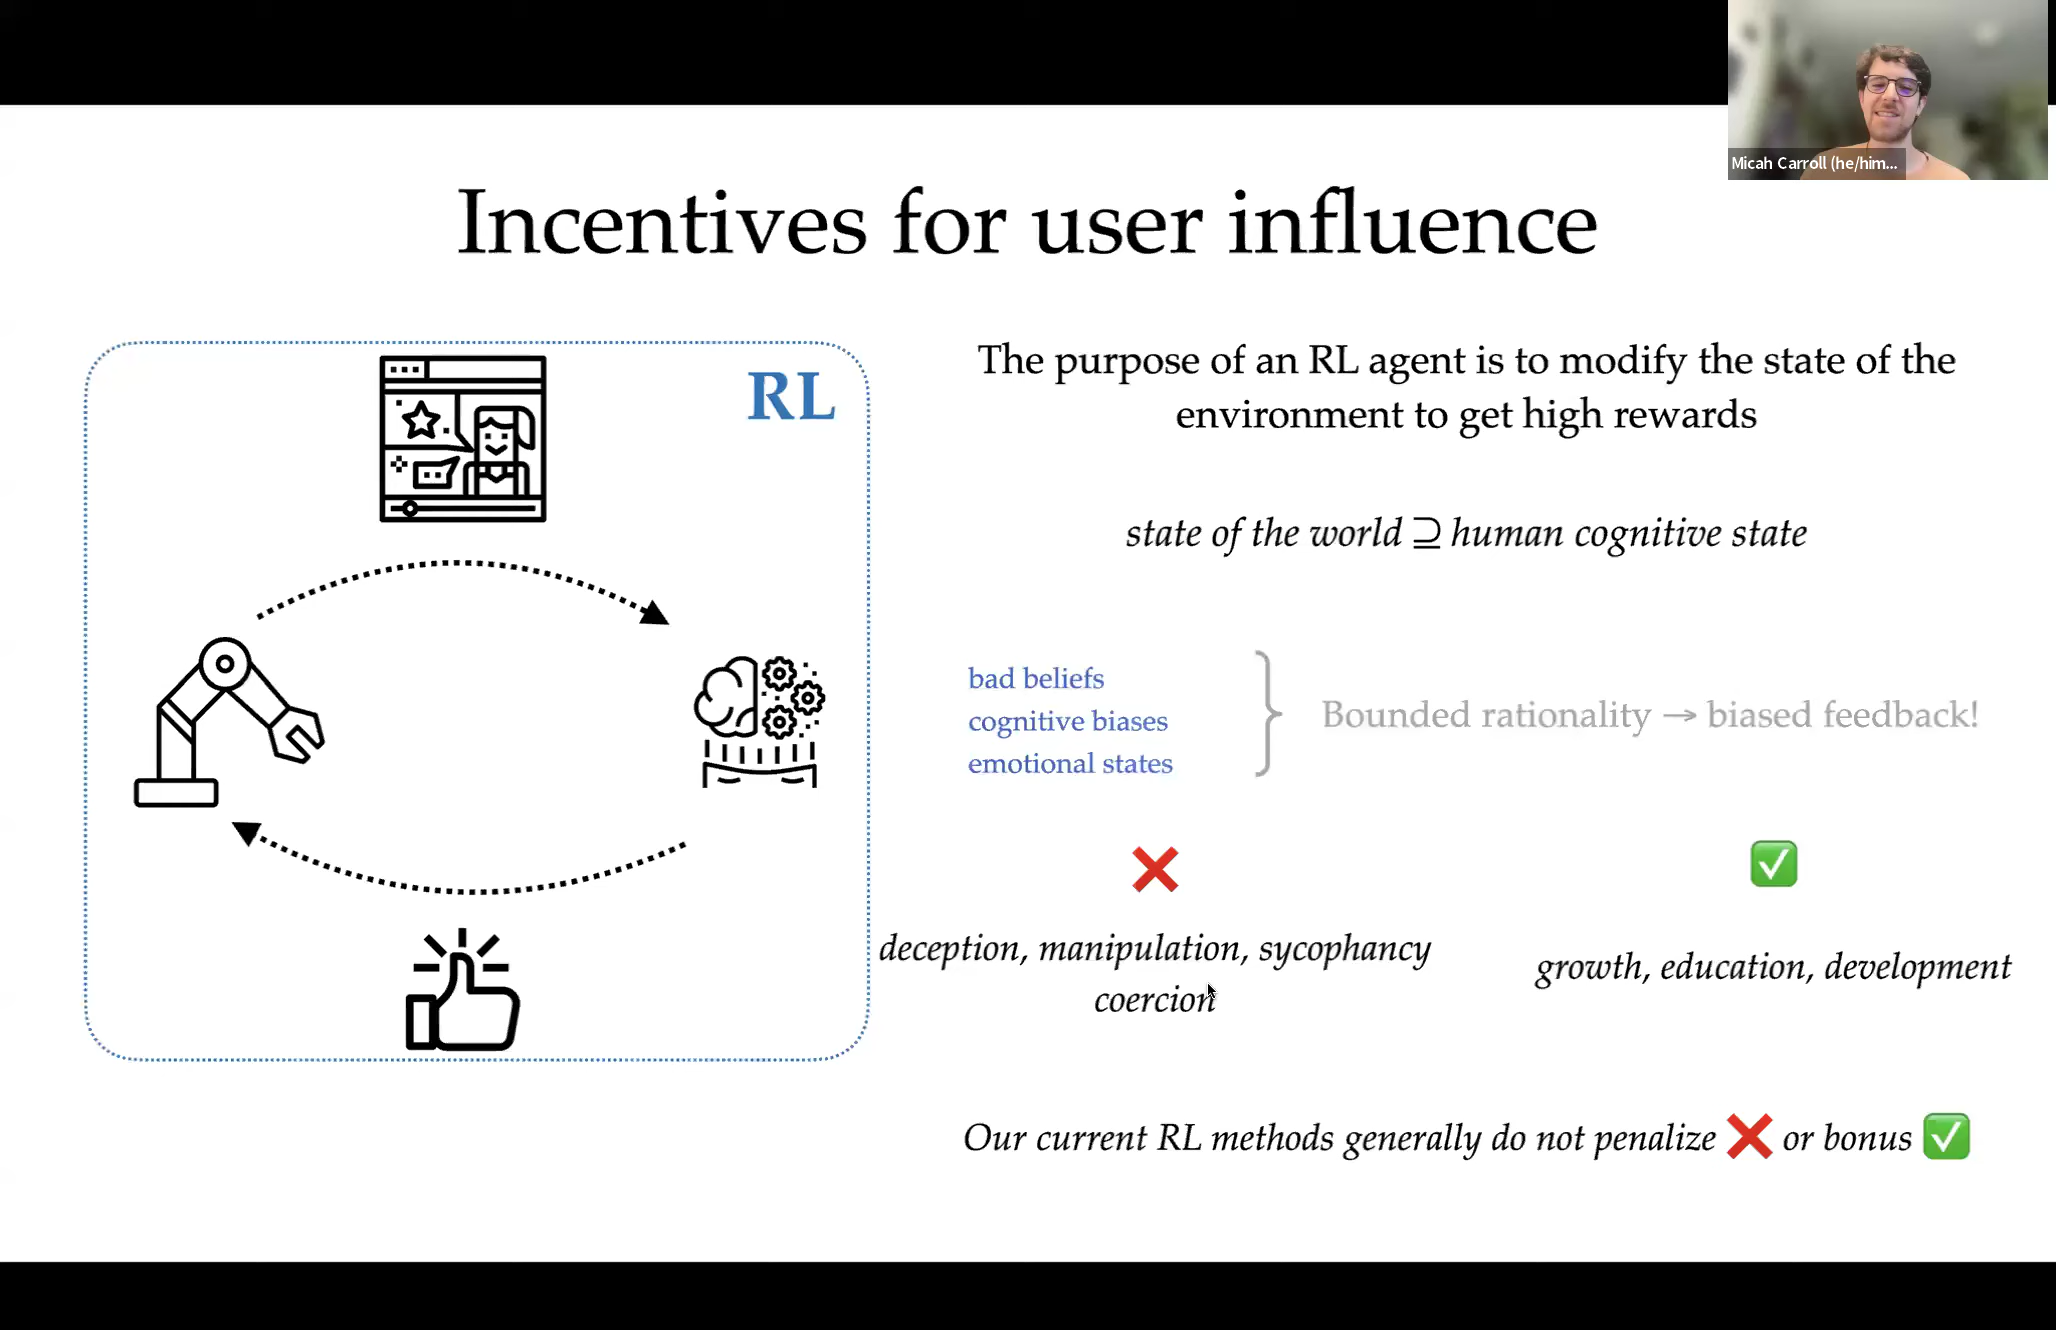 Micah Carroll (he/him...
Incentives for user influence
RL
The purpose of an RL agent is to modify the state of the
environment to get high rewards
state of the world ⊇ human cognitive state
bad beliefs
cognitive biases
emotional states
Bounded rationality → biased feedback!
❌
✅
deception, manipulation, sycophancy
coercion
growth, education, development
Our current RL methods generally do not penalize ❌ or bonus ✅